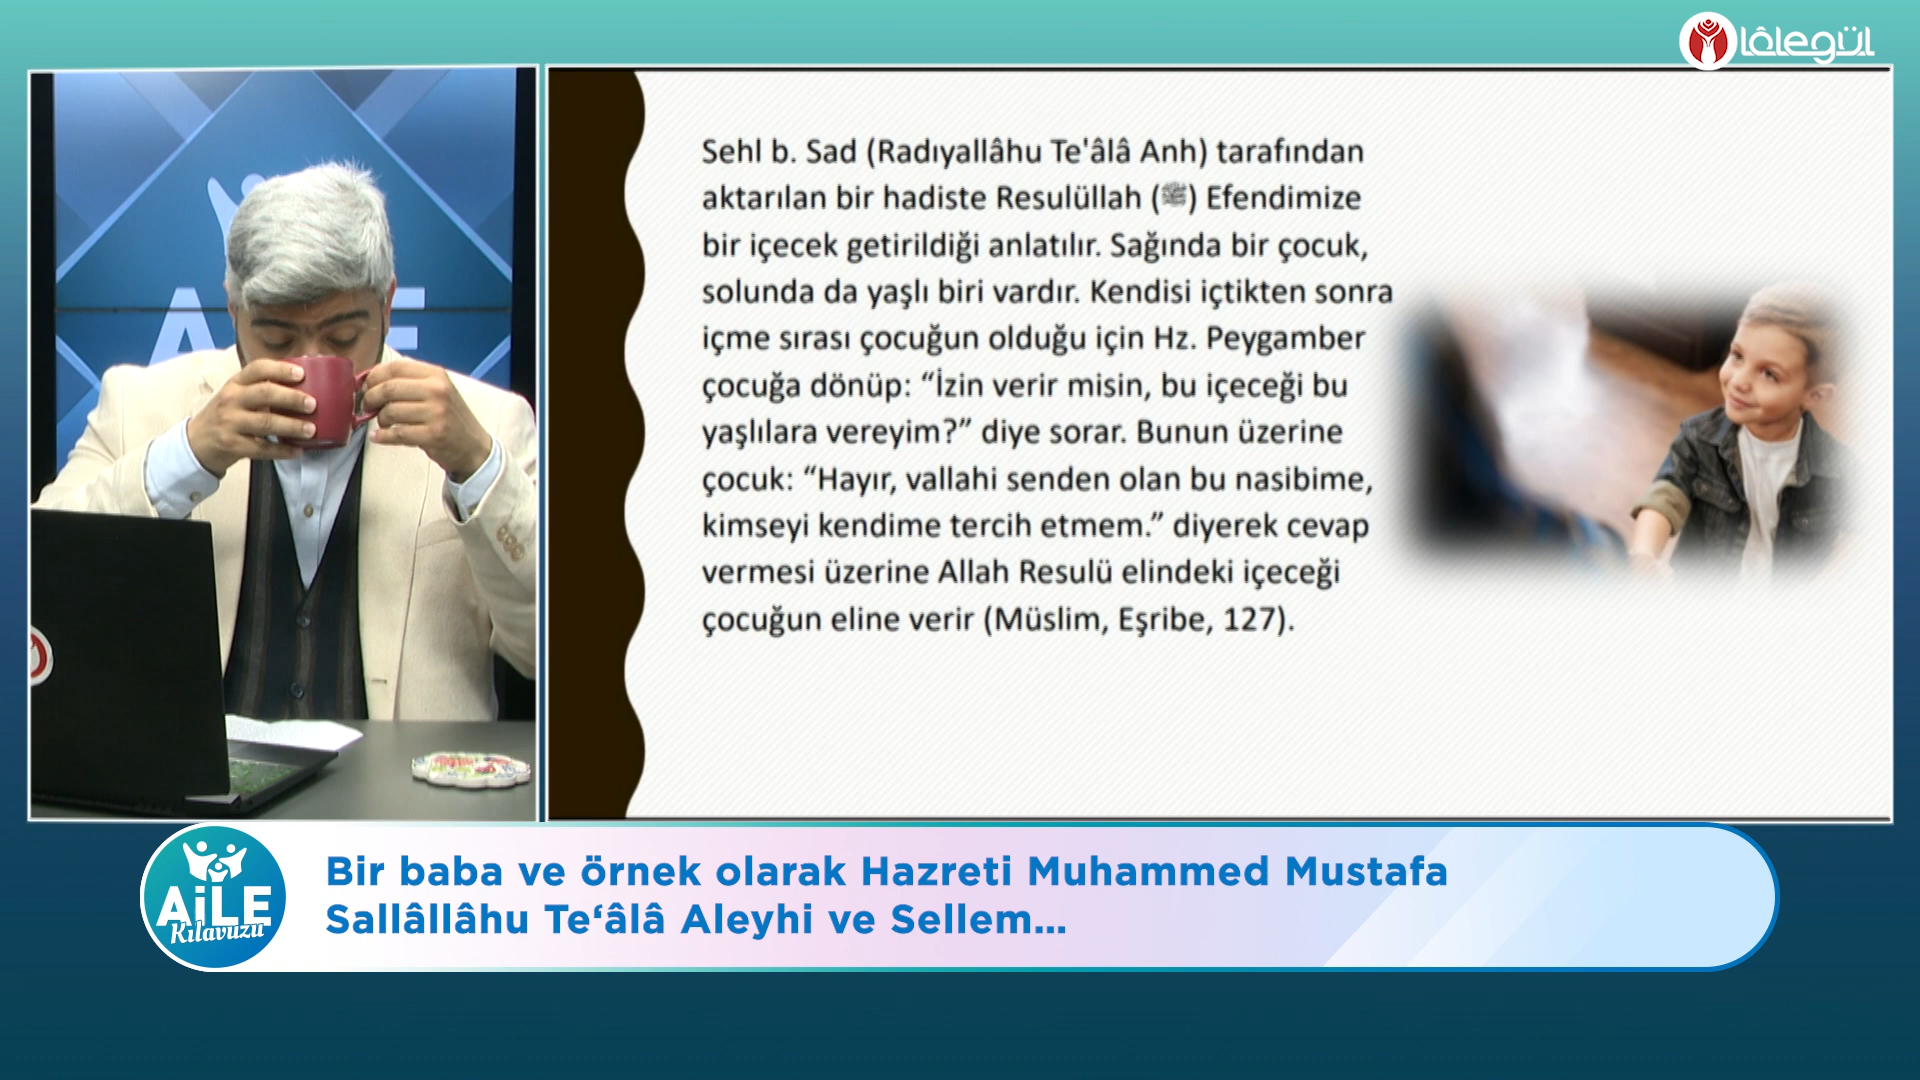 lâlegül
Sehl b. Sad (Radıyallâhu Te'âlâ Anh) tarafından
aktarılan bir hadiste Resulüllah (ﷺ) Efendimize
bir içecek getirildiği anlatılır. Sağında bir çocuk,
solunda da yaşlı biri vardır. Kendisi içtikten sonra
içme sırası çocuğun olduğu için Hz. Peygamber
çocuğa dönüp: “İzin verir misin, bu içeceği bu
yaşlılara vereyim?” diye sorar. Bunun üzerine
çocuk: “Hayır, vallahi senden olan bu nasibime,
kimseyi kendime tercih etmem.” diyerek cevap
vermesi üzerine Allah Resulü elindeki içeceği
çocuğun eline verir (Müslim, Eşribe, 127).
Bir baba ve örnek olarak Hazreti Muhammed Mustafa
Sallâllâhu Te‘âlâ Aleyhi ve Sellem...
AiLE
Kılavuzu